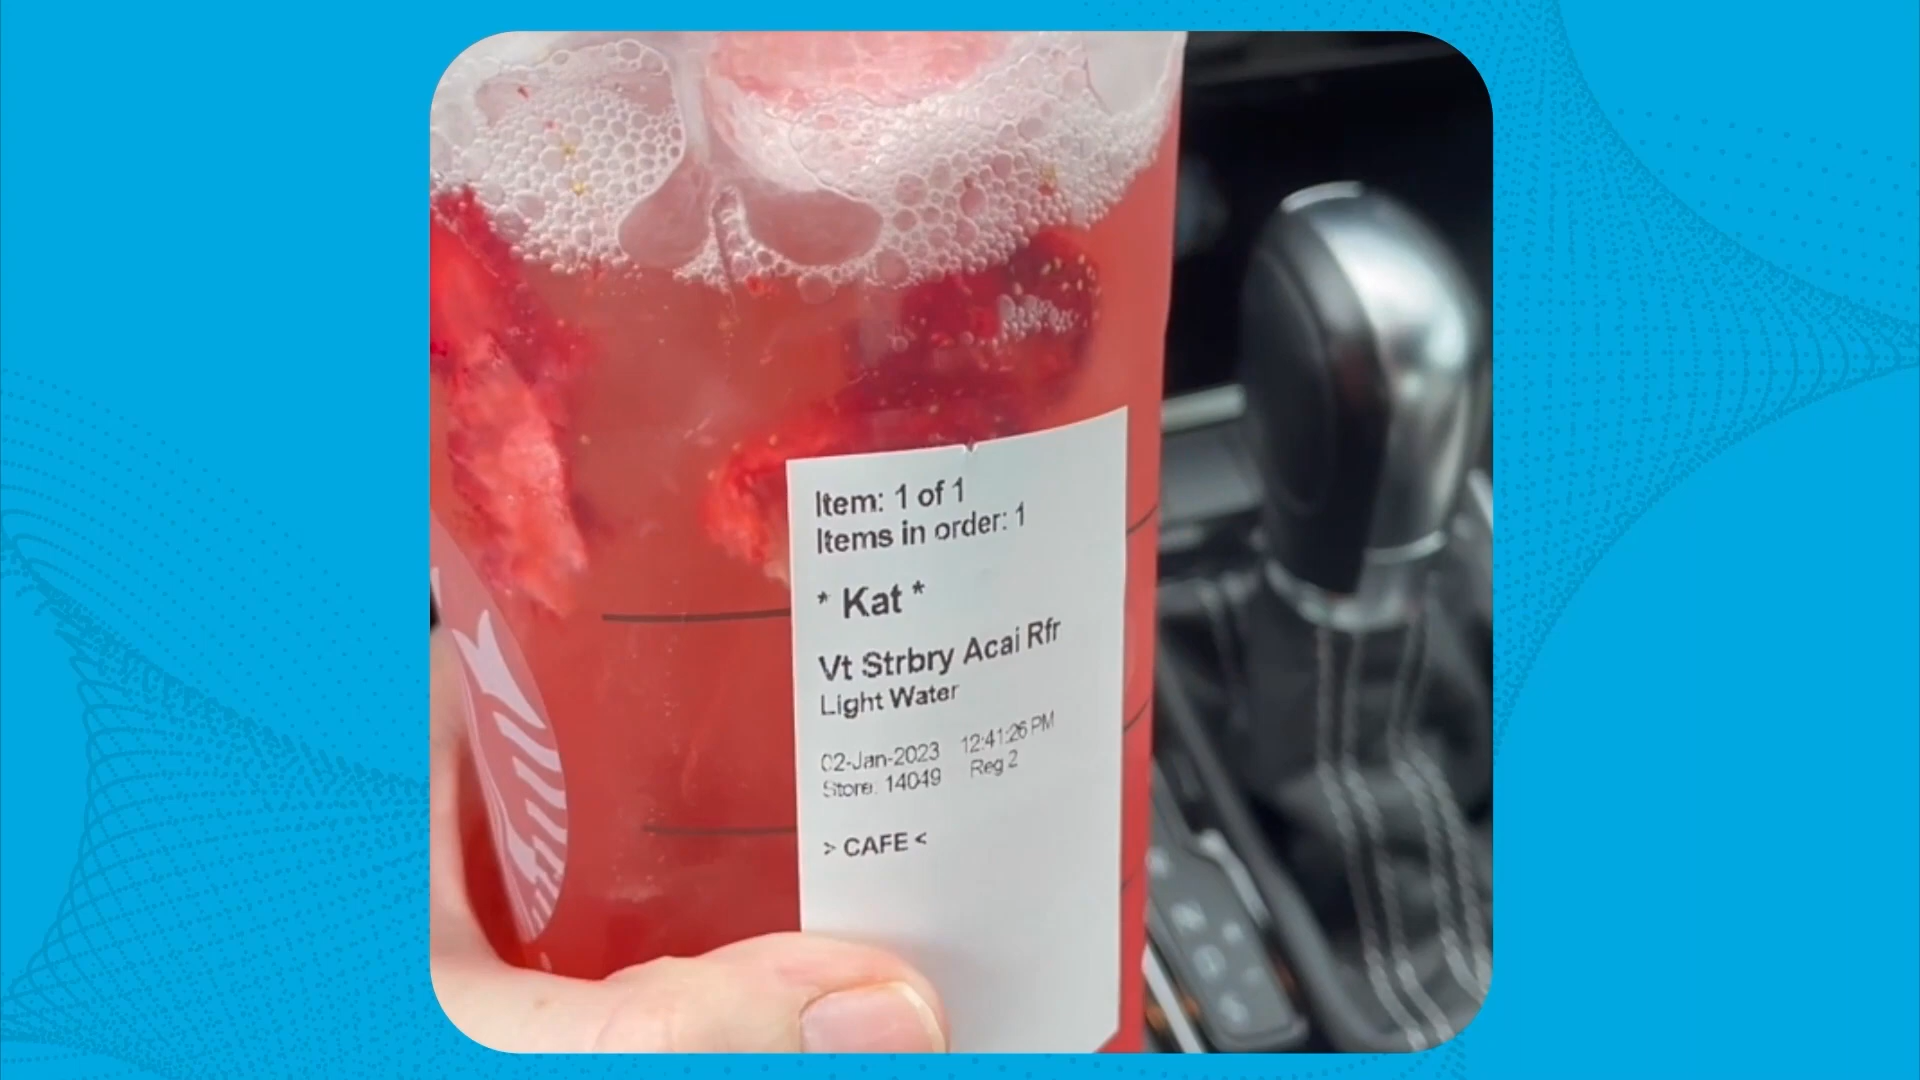 Item: 1 of 1
Items in order: 1
* Kat *
Vt Strbry Acai Rfr
Light Water
02-Jan-2023 12:41:26 PM
Store: 14049 Reg 2
> CAFE <